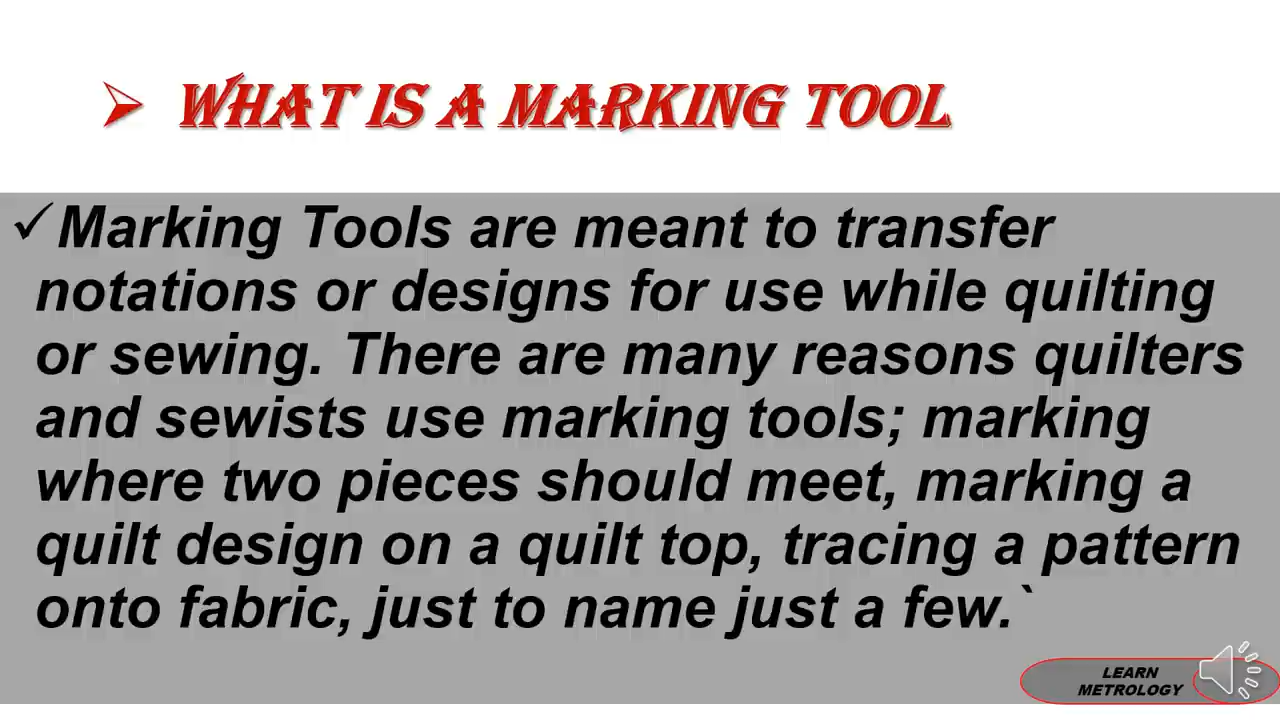 WHAT IS A MARKING TOOL
Marking Tools are meant to transfer
notations or designs for use while quilting
or sewing. There are many reasons quilters
and sewists use marking tools; marking
where two pieces should meet, marking a
quilt design on a quilt top, tracing a pattern
onto fabric, just to name just a few.`
LEARN
METROLOGY